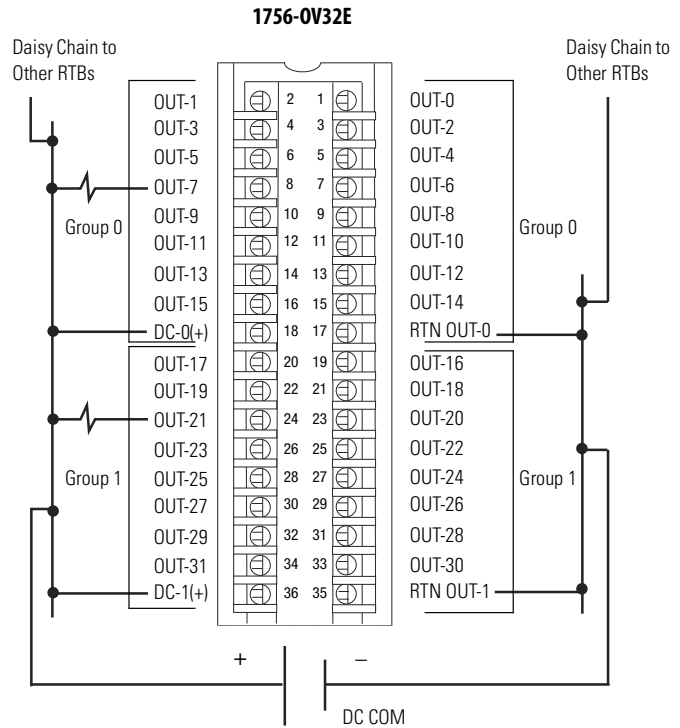 1756-OV32E
Daisy Chain to
Other RTBs
Daisy Chain to
Other RTBs
OUT-1 2 1 OUT-0
OUT-3 4 3 OUT-2
OUT-5 6 5 OUT-4
OUT-7 8 7 OUT-6
OUT-9 10 9 OUT-8
Group 0 Group 0
OUT-11 12 11 OUT-10
OUT-13 14 13 OUT-12
OUT-15 16 15 OUT-14
DC-0(+) 18 17 RTN OUT-0
OUT-17 20 19 OUT-16
OUT-19 22 21 OUT-18
OUT-21 24 23 OUT-20
OUT-23 26 25 OUT-22
Group 1 OUT-25 28 27 OUT-24 Group 1
OUT-27 30 29 OUT-26
OUT-29 32 31 OUT-28
OUT-31 34 33 OUT-30
DC-1(+) 36 35 RTN OUT-1
+ –
DC COM